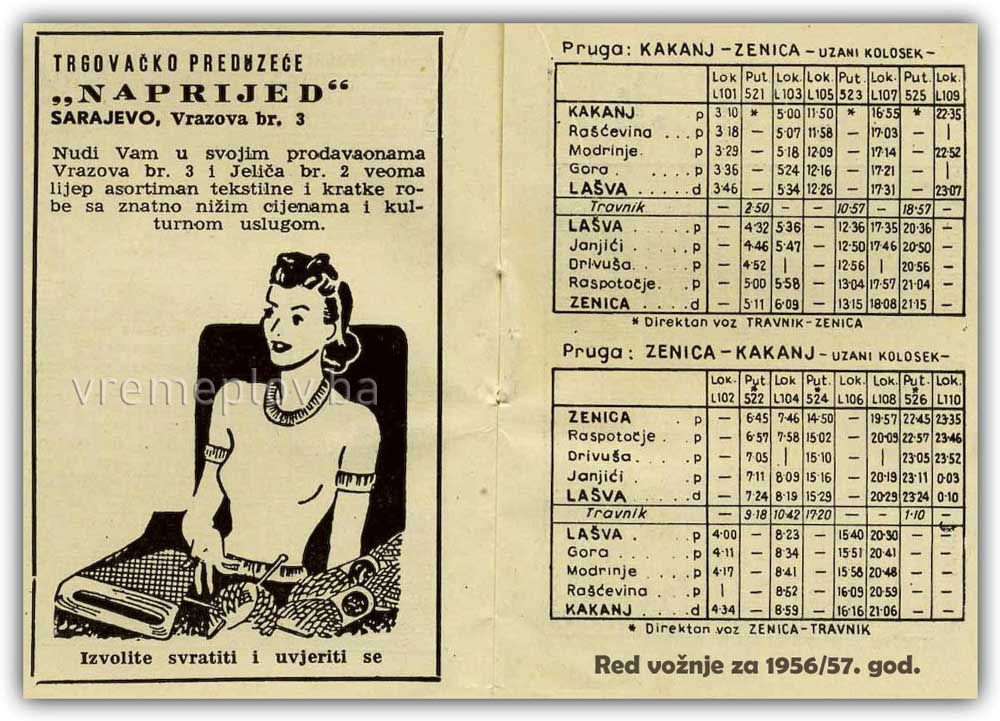 TRGOVAČKO PREDUZEĆE
„NAPRIJED“
SARAJEVO, Vrazova br. 3
Nudi Vam u svojim prodavaonama
Vrazova br. 3 i Jeliča br. 2 veoma
lijep asortiman tekstilne i kratke ro-
be sa znatno nižim cijenama i kul-
turnom uslugom.
vremeplov.ba
Izvolite svratiti i uvjeriti se
Pruga: KAKANJ – ZENICA – UZANI KOLOSEK –
Lok L101 Put. 521 Lok L103 Lok. L105 Put. 523 Lok. L107 Put. 525 Lok. L109
KAKANJ p 3·10 * 5·00 11·50 * 16·55 * 22·35
Rašćevina . . . p 3·18 – 5·07 11·58 – 17·03 – |
Modrinje. . . . p 3·29 – 5·18 12·09 – 17·14 – 22·52
Gora . . . . . p 3·36 – 5·24 12·16 – 17·21 – |
LAŠVA . . . . d 3·46 – 5·34 12·26 – 17·31 – 23·07
Travnik – 2·50 – – 10·57 – 18·57 –
LAŠVA . . . . . p – 4·32 5·36 – 12·36 17·35 20·36 –
Janjići . . . . p – 4·46 5·47 – 12·50 17·46 20·50 –
Drivuša. . . . . p – 4·52 | – 12·56 | 20·56 –
Raspotočje. . . p – 5·00 5·58 – 13·04 17·57 21·04 –
ZENICA . . . . d – 5·11 6·09 – 13·15 18·08 21·15 –
* Direktan voz TRAVNIK-ZENICA
Pruga: ZENICA – KAKANJ – UZANI KOLOSEK –
Lok. L102 Put. * 522 Lok L104 Put. * 524 Lok. L106 Lok. L108 Put. * 526 Lok. L110
ZENICA . p – 6·45 7·46 14·50 – 19·57 22·45 23·35
Raspotočje . . p – 6·57 7·58 15·02 – 20·09 22·57 23·46
Drivuša. . . . . p – 7·05 | 15·10 – | 23·05 23·52
Janjići . . . . p – 7·11 8·09 15·16 – 20·19 23·11 0·03
LAŠVA . . . . d – 7·24 8·19 15·29 – 20·29 23·24 0·10
Travnik – 9·18 10·42 17·20 – – 1·10 –
LAŠVA . . . . p 4·00 – 8·23 – 15·40 20·30 – –
Gora . . . . . p 4·11 – 8·34 – 15·51 20·41 – –
Modrinje . . . p 4·17 – 8·41 – 15·58 20·48 – –
Rašćevina . . . p | – 8·52 – 16·09 20·59 – –
KAKANJ . . . d 4·34 – 8·59 – 16·16 21·06 – –
* Direktan voz ZENICA-TRAVNIK
Red vožnje za 1956/57. god.